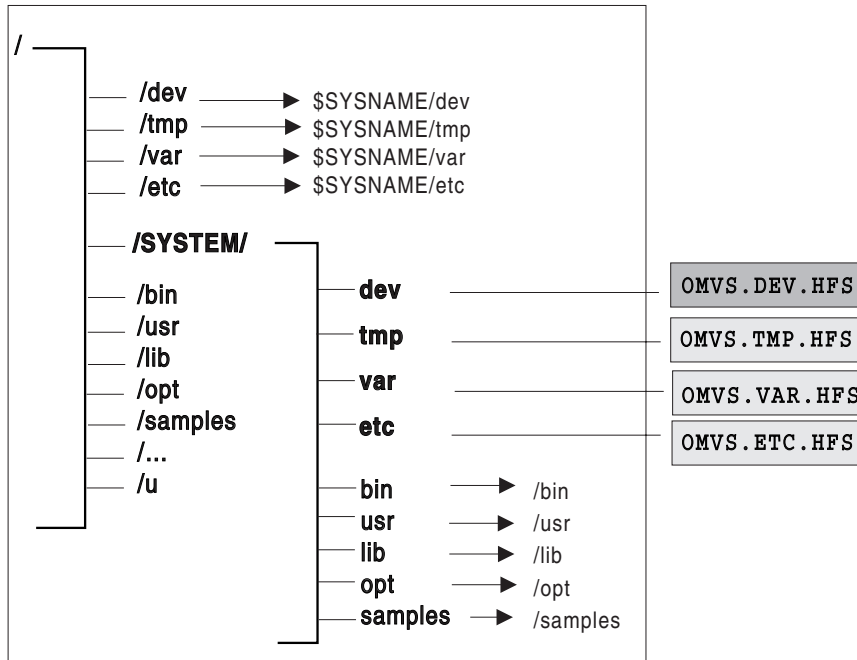 /
/dev $SYSNAME/dev
/tmp $SYSNAME/tmp
/var $SYSNAME/var
/etc $SYSNAME/etc
/SYSTEM/
/bin
/usr
/lib
/opt
/samples
/...
/u
dev OMVS.DEV.HFS
tmp OMVS.TMP.HFS
var OMVS.VAR.HFS
etc OMVS.ETC.HFS
bin /bin
usr /usr
lib /lib
opt /opt
samples /samples